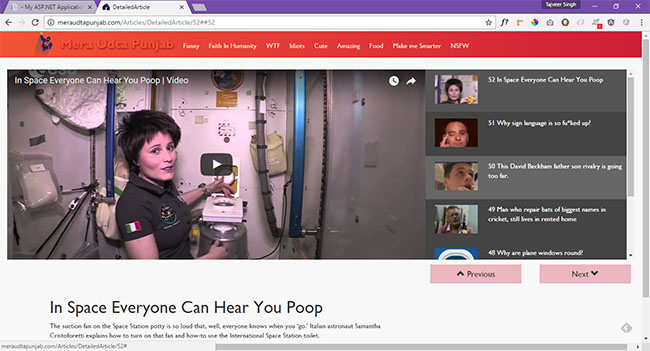 Tajveer Singh
- My ASP.NET Application
DetailedArticle
meraudtapunjab.com/Articles/DetailedArticle/52##52
Mera Udta Punjab
Funny Faith In Humanity WTF Idiots Cute Amazing Food Make me Smarter NSFW
In Space Everyone Can Hear You Poop | Video
52 In Space Everyone Can Hear You Poop
51 Why sign language is so fu*ked up?
50 This David Beckham father son rivalry is going
too far.
49 Man who repair bats of biggest names in
cricket, still lives in rented home
48 Why are plane windows round?
Previous Next
In Space Everyone Can Hear You Poop
The suction fan on the Space Station potty is so loud that, well, everyone knows when you 'go.' Italian astronaut Samantha
Cristoforetti explains how to turn on that fan and how-to use the International Space Station toilet.
meraudtapunjab.com/Articles/DetailedArticle/52#